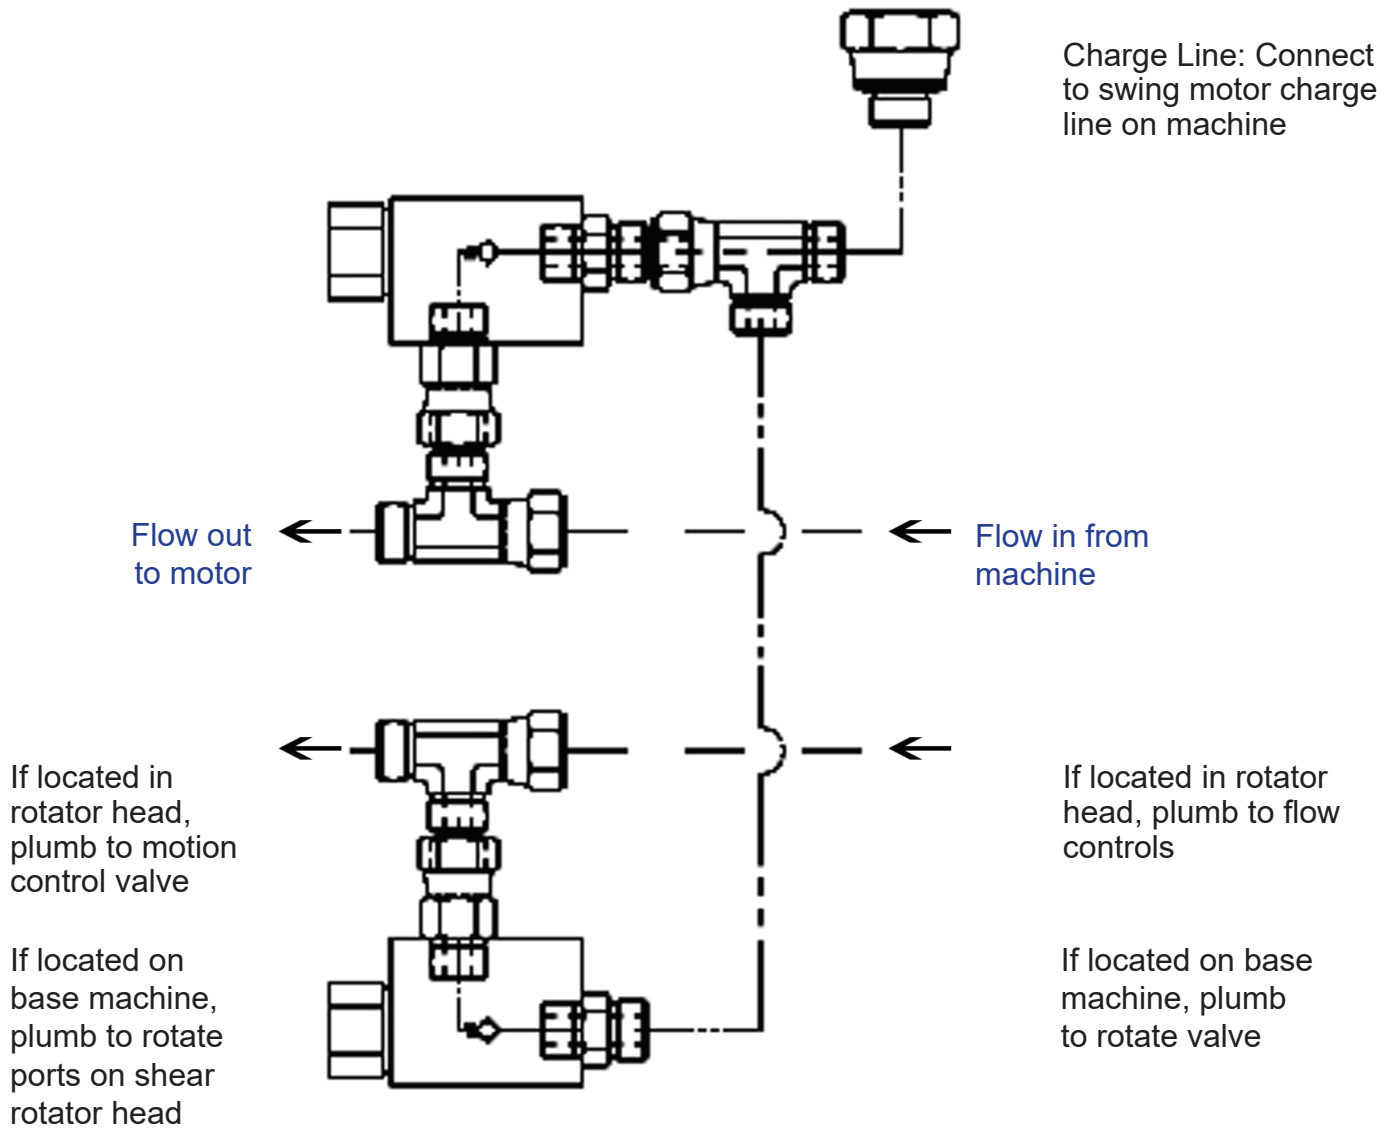 Charge Line: Connect
to swing motor charge
line on machine
Flow out
to motor
Flow in from
machine
If located in
rotator head,
plumb to motion
control valve
If located in rotator
head, plumb to flow
controls
If located on
base machine,
plumb to rotate
ports on shear
rotator head
If located on base
machine, plumb
to rotate valve